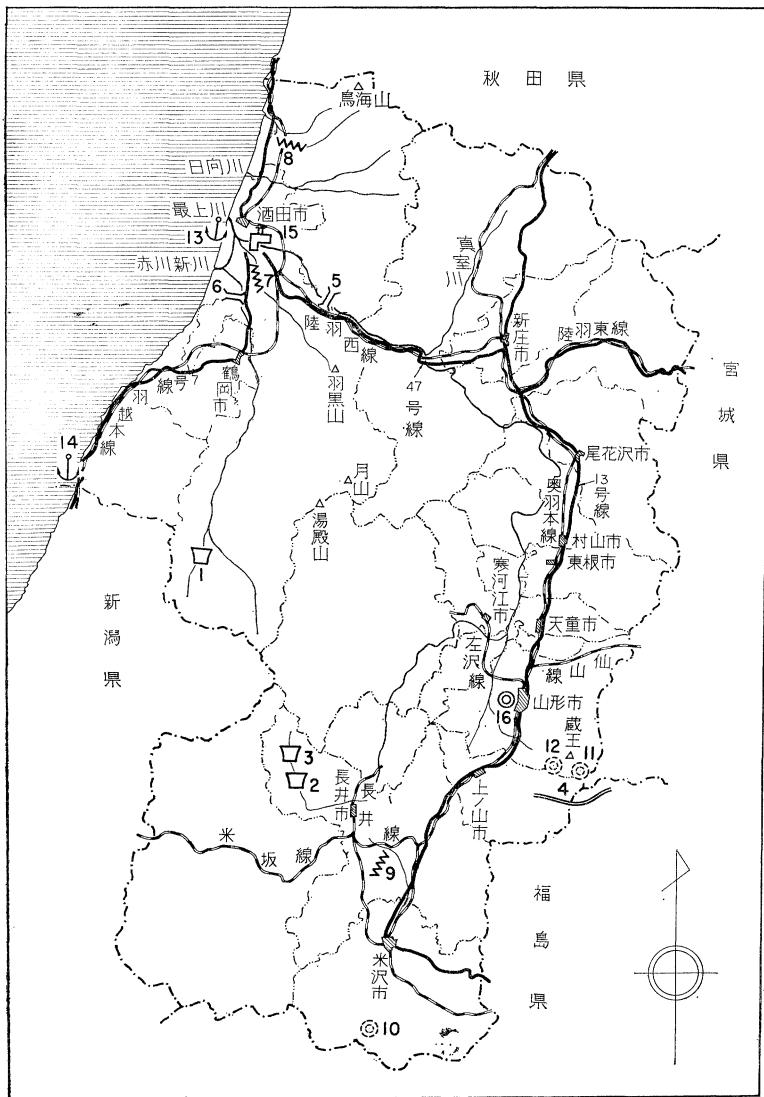 秋田県
鳥海山
8
日向川
最上川
酒田市
13
15
赤川新川
7
6
5
真室川
陸羽西線
新庄市
陸羽東線
宮城県
47号線
羽黒山
鶴岡市
7号線
羽越本線
14
尾花沢市
13号線
奥羽本線
月山
湯殿山
村山市
東根市
寒河江市
1
新潟県
天童市
左沢線
仙山線
山形市
16
蔵王
12
11
4
3
2
長井市
長井線
上ノ山市
米坂線
9
福島県
米沢市
10